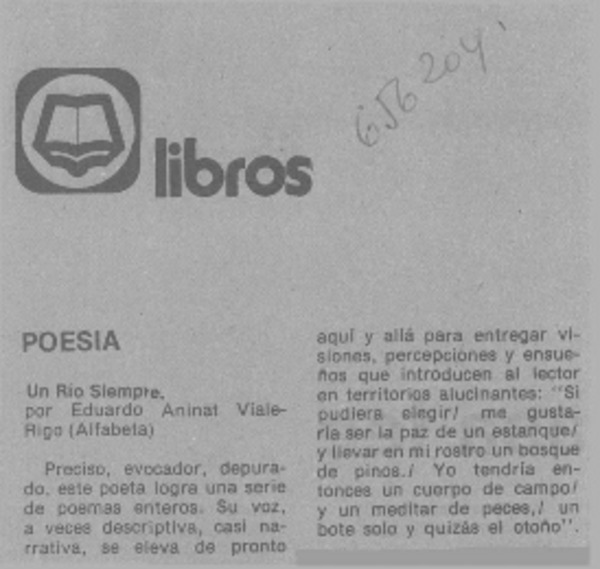 656204
libros
POESIA
Un Río Siempre,
por Eduardo Aninat Viale-
Rigo (Alfabeta)
Preciso, evocador, depura-
do, este poeta logra una serie
de poemas enteros. Su voz,
a veces descriptiva, casi na-
rrativa, se eleva de pronto
aquí y allá para entregar vi-
siones, percepciones y ensue-
ños que introducen al lector
en territorios alucinantes: "Si
pudiera elegir/ me gusta-
ría ser la paz de un estanque/
y llevar en mi rostro un bosque
de pinos./ Yo tendría en-
tonces un cuerpo de campo/
y un meditar de peces,/ un
bote solo y quizás el otoño".